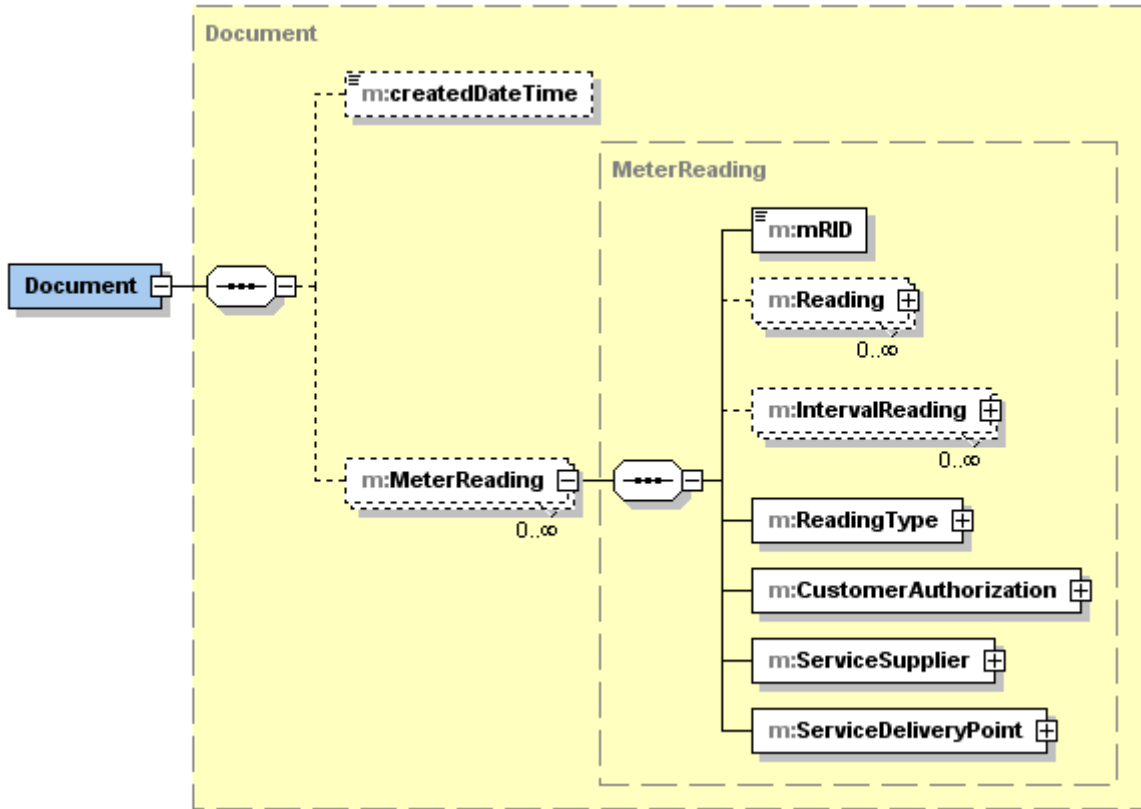 Document
m:createdDateTime
MeterReading
m:mRID
Document
m:Reading
0..∞
m:IntervalReading
0..∞
m:MeterReading
0..∞
m:ReadingType
m:CustomerAuthorization
m:ServiceSupplier
m:ServiceDeliveryPoint